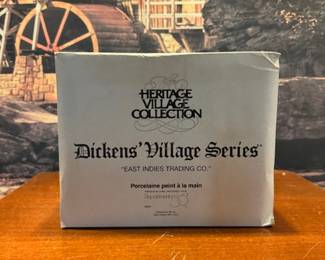 HERITAGE
VILLAGE
COLLECTION
Dickens' Village Series
"EAST INDIES TRADING CO."
Porcelaine peint à la main
Department 56